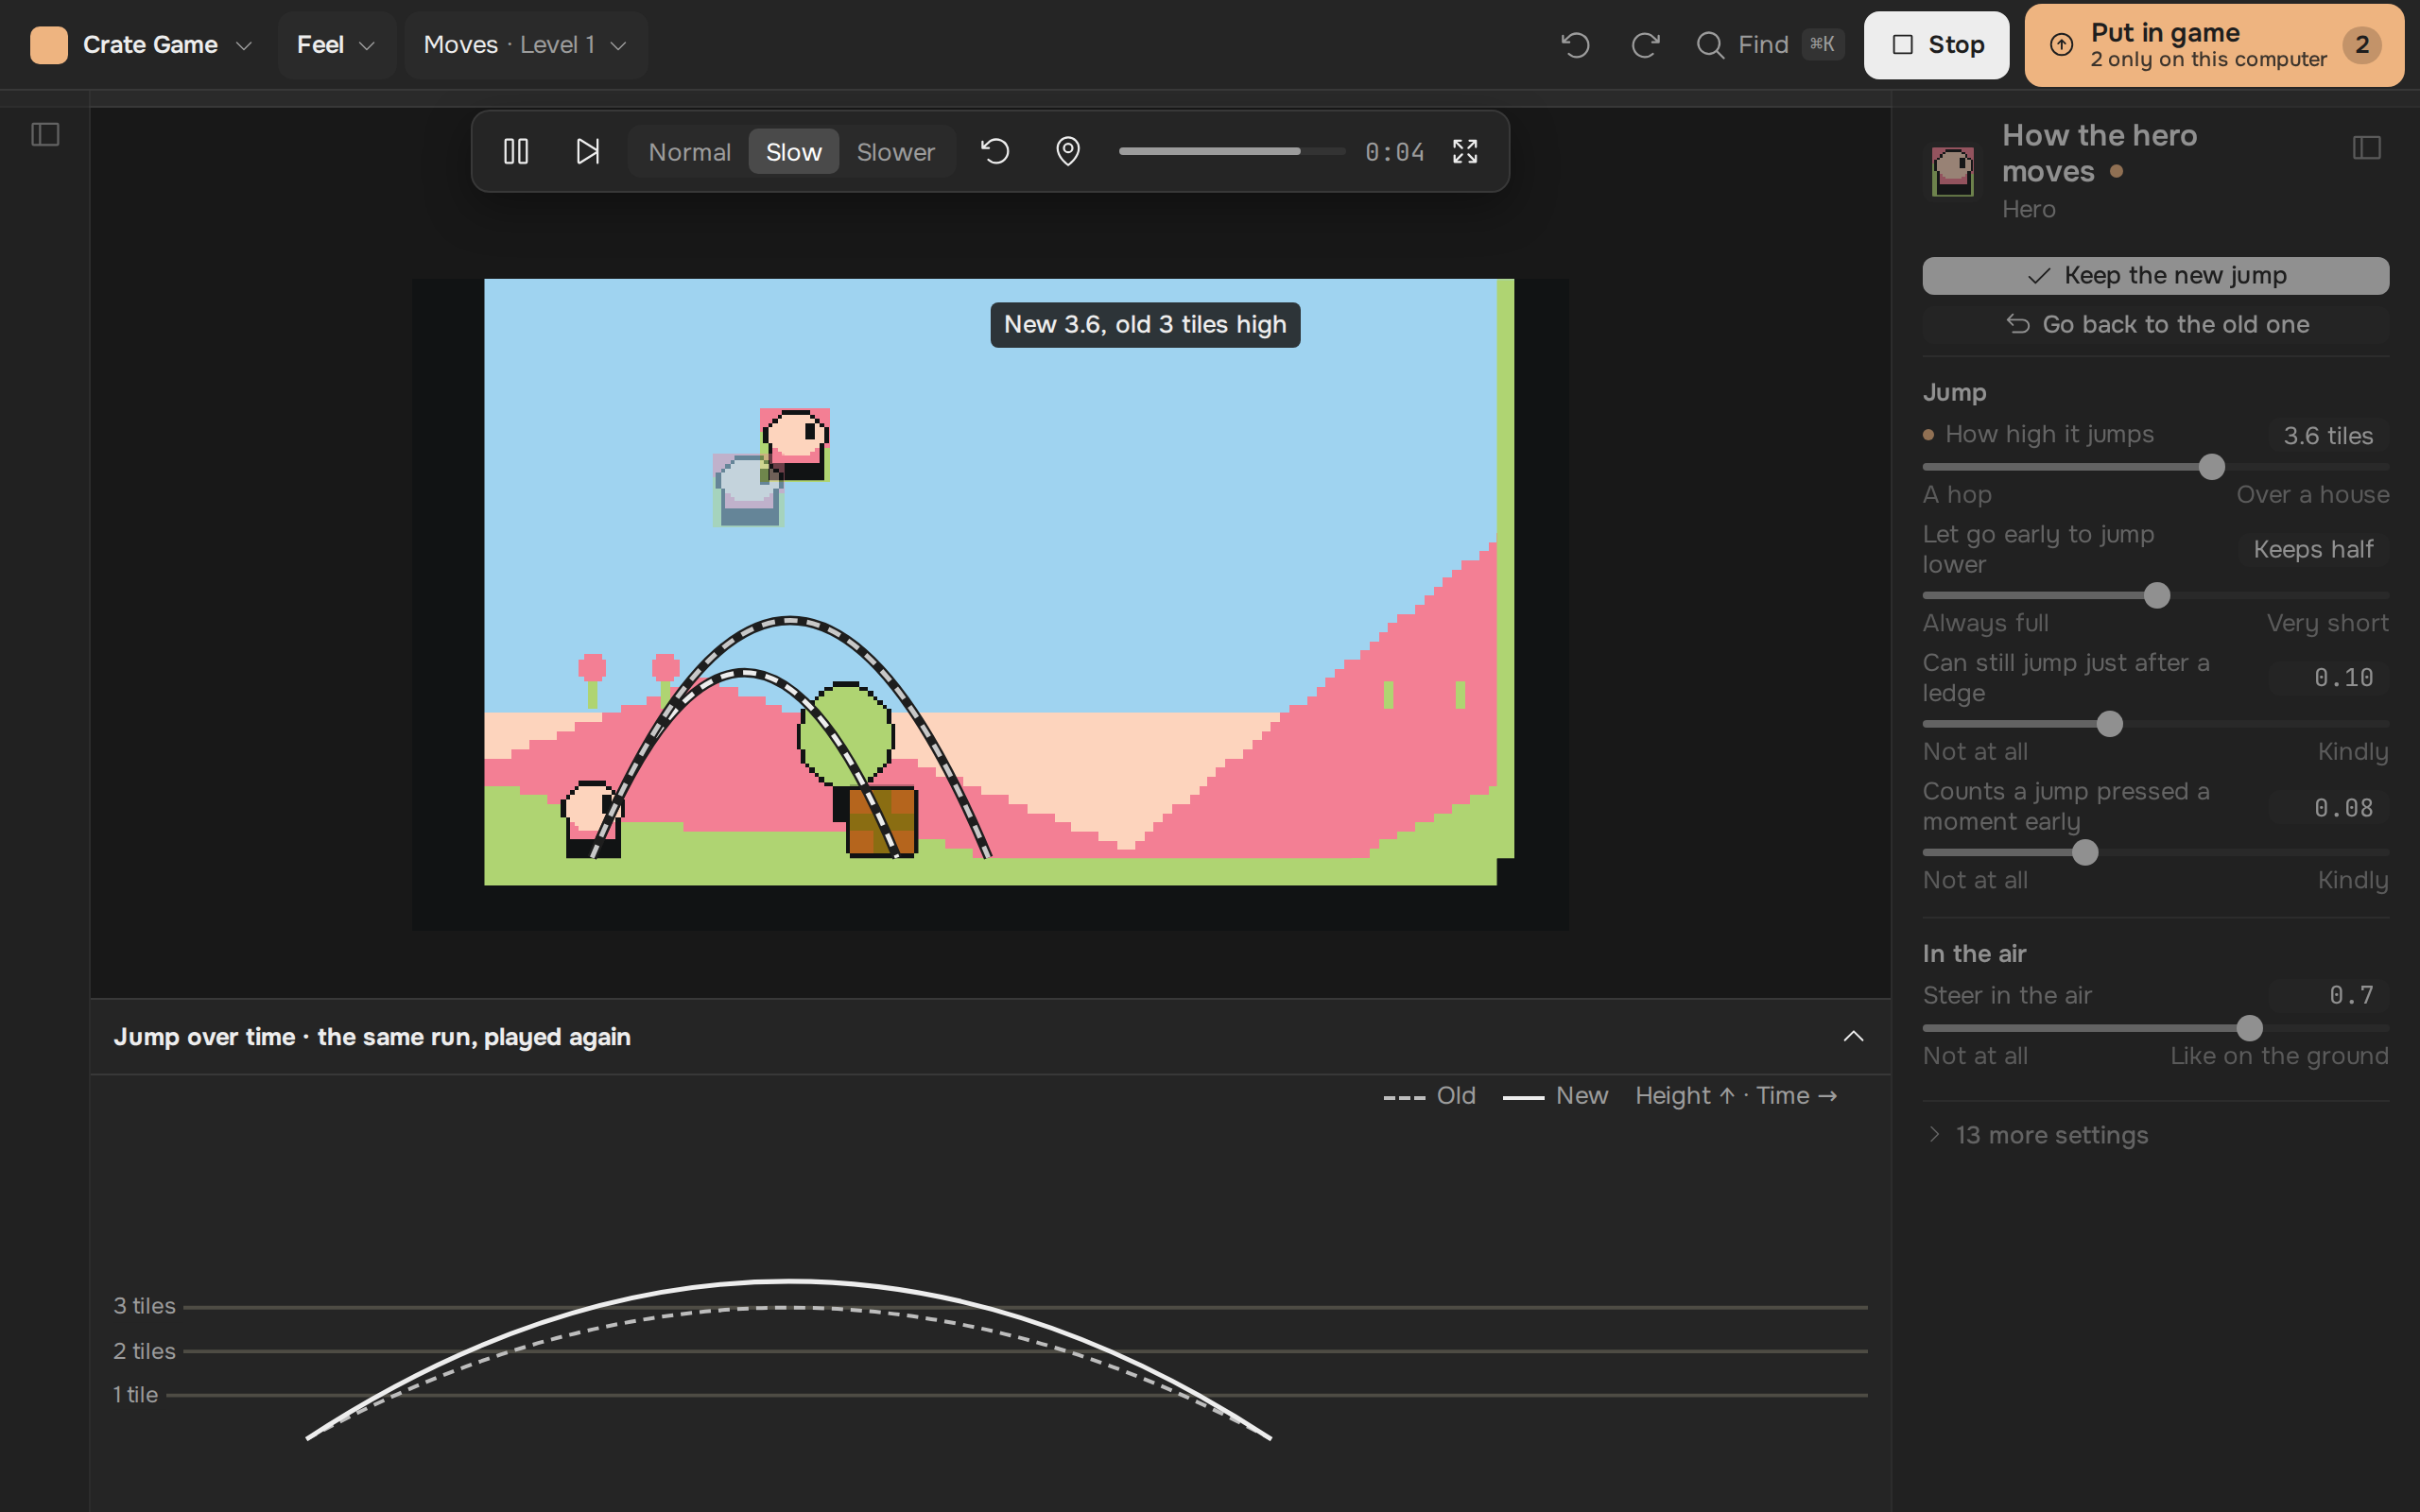 Crate Game
Feel
Moves · Level 1
Find ⌘K
Stop
Put in game
2 only on this computer
2
Normal
Slow
Slower
0:04
New 3.6, old 3 tiles high
How the hero
moves
Hero
Keep the new jump
Go back to the old one
Jump
How high it jumps
3.6 tiles
A hop
Over a house
Let go early to jump
lower
Keeps half
Always full
Very short
Can still jump just after a
ledge
0.10
Not at all
Kindly
Counts a jump pressed a
moment early
0.08
Not at all
Kindly
In the air
Steer in the air
0.7
Not at all
Like on the ground
13 more settings
Jump over time · the same run, played again
Old
New
Height ↑ · Time →
3 tiles
2 tiles
1 tile